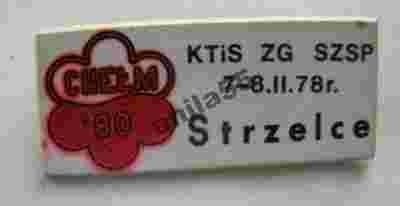 CHEŁM
'80
KTiS ZG SZSP
7-8.II.78r.
Strzelce